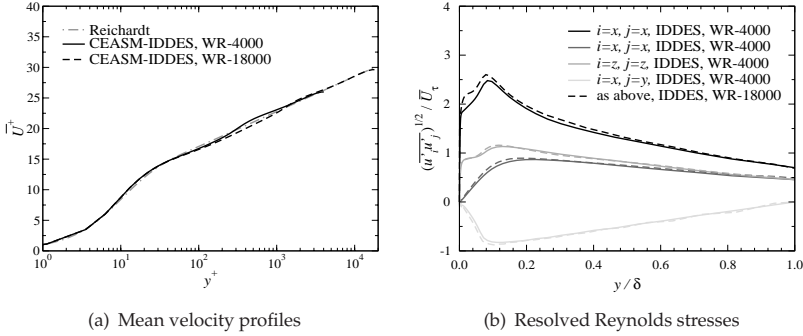 40
35
30
25
20
15
10
5
0
U⁺
Reichardt
CEASM-IDDES, WR-4000
CEASM-IDDES, WR-18000
10⁰ 10¹ 10² 10³ 10⁴
y⁺
(a) Mean velocity profiles
4
3
2
1
0
-1
(u'ᵢu'ⱼ)^1/2 / U_τ
i=x, j=x, IDDES, WR-4000
i=x, j=x, IDDES, WR-4000
i=z, j=z, IDDES, WR-4000
i=x, j=y, IDDES, WR-4000
as above, IDDES, WR-18000
0.0 0.2 0.4 0.6 0.8 1.0
y / δ
(b) Resolved Reynolds stresses